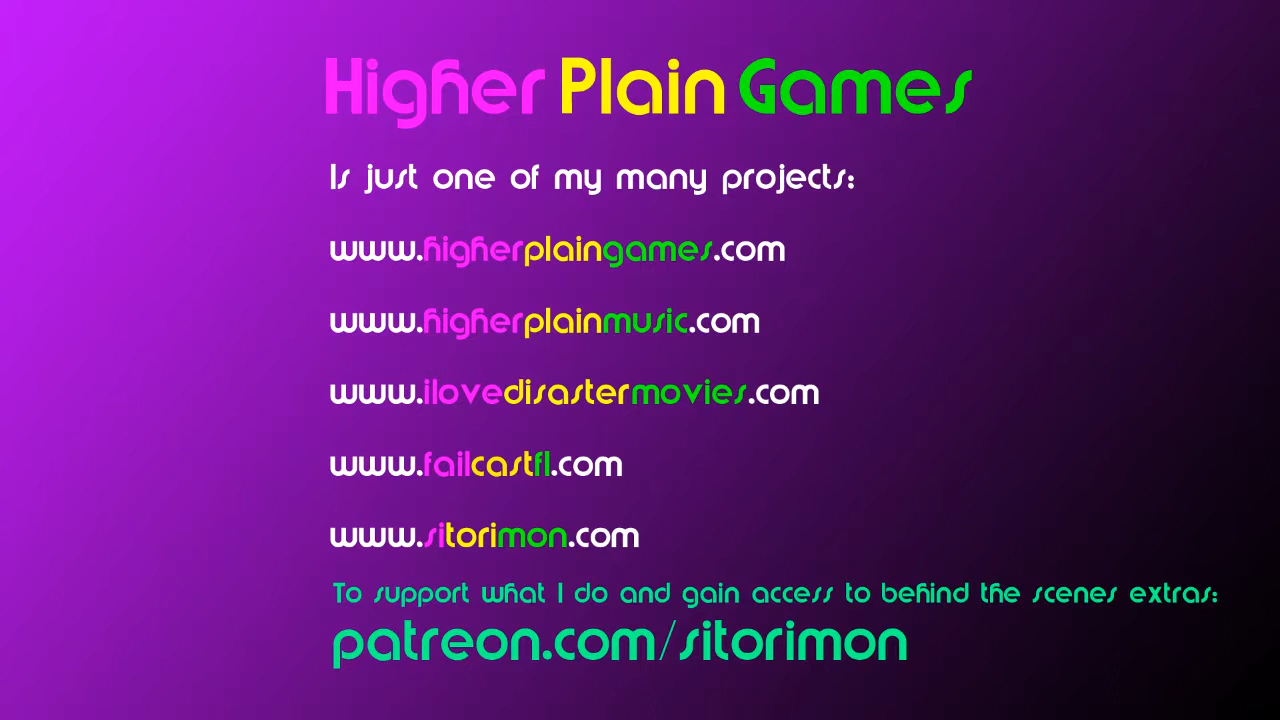 Higher Plain Games
Is just one of my many projects:
www.higherplaingames.com
www.higherplainmusic.com
www.ilovedisastermovies.com
www.failcastfl.com
www.sitorimon.com
To support what I do and gain access to behind the scenes extras:
patreon.com/sitorimon